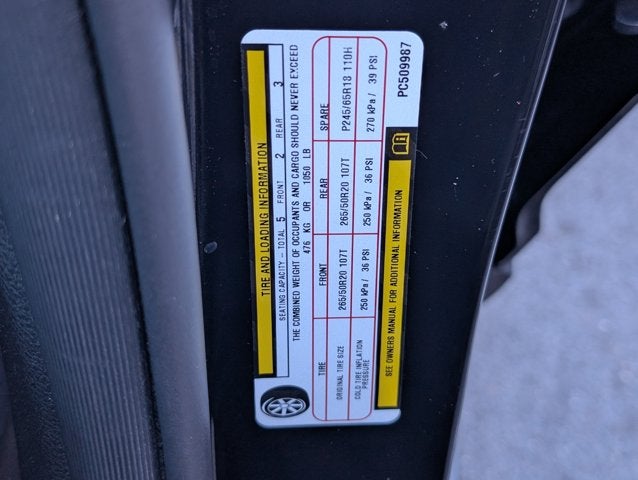 TIRE AND LOADING INFORMATION
SEATING CAPACITY - TOTAL 5 FRONT 2 REAR 3
THE COMBINED WEIGHT OF OCCUPANTS AND CARGO SHOULD NEVER EXCEED
476 KG OR 1050 LB
TIRE FRONT REAR SPARE
ORIGINAL TIRE SIZE 265/50R20 107T 265/50R20 107T P245/65R18 110H
COLD TIRE INFLATION
PRESSURE 250 kPa / 36 PSI 250 kPa / 36 PSI 270 kPa / 39 PSI
SEE OWNERS MANUAL FOR ADDITIONAL INFORMATION
PC509987